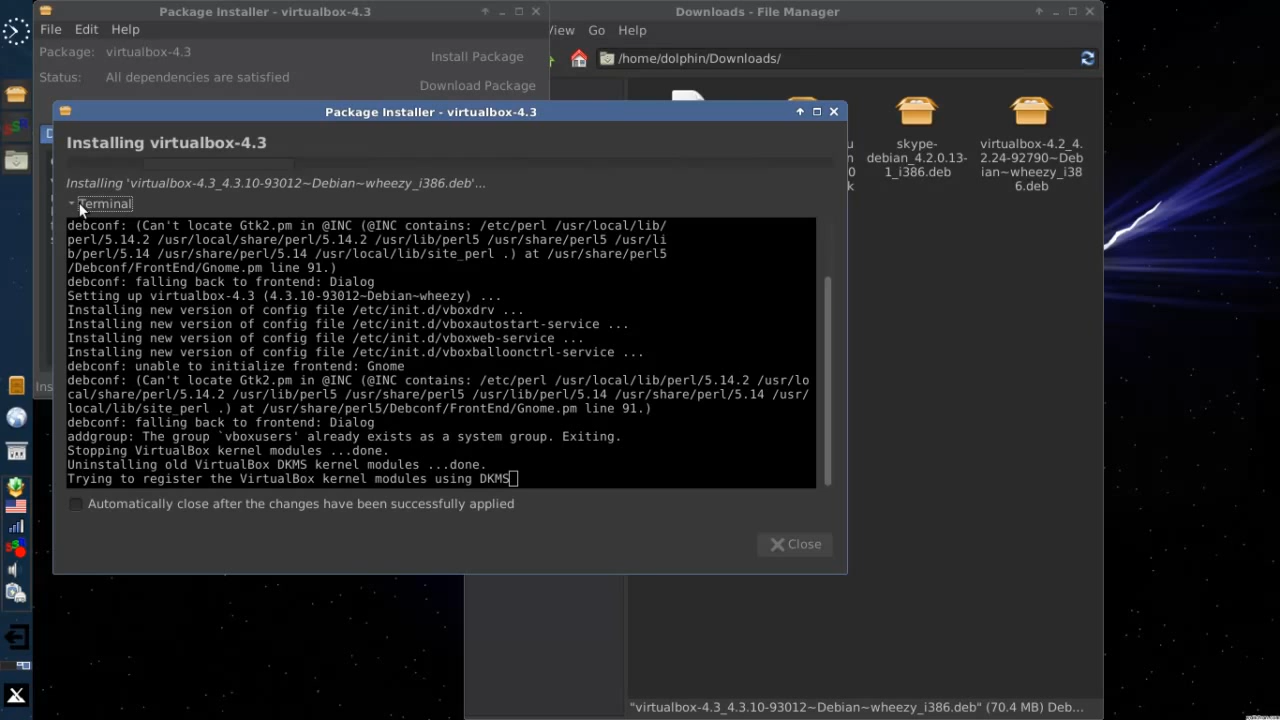 Package Installer - virtualbox-4.3
File Edit Help
Package: virtualbox-4.3
Install Package
Status: All dependencies are satisfied
Download Package
Downloads - File Manager
View Go Help
/home/dolphin/Downloads/
skype-
debian_4.2.0.13-
1_i386.deb
virtualbox-4.2_4.
2.24-92790~Deb
ian~wheezy_i38
6.deb
Package Installer - virtualbox-4.3
Installing virtualbox-4.3
Installing 'virtualbox-4.3_4.3.10-93012~Debian~wheezy_i386.deb'...
Terminal
debconf: (Can't locate Gtk2.pm in @INC (@INC contains: /etc/perl /usr/local/lib/
perl/5.14.2 /usr/local/share/perl/5.14.2 /usr/lib/perl5 /usr/share/perl5 /usr/li
b/perl/5.14 /usr/share/perl/5.14 /usr/local/lib/site_perl .) at /usr/share/perl5
/Debconf/FrontEnd/Gnome.pm line 91.)
debconf: falling back to frontend: Dialog
Setting up virtualbox-4.3 (4.3.10-93012~Debian~wheezy) ...
Installing new version of config file /etc/init.d/vboxdrv ...
Installing new version of config file /etc/init.d/vboxautostart-service ...
Installing new version of config file /etc/init.d/vboxweb-service ...
Installing new version of config file /etc/init.d/vboxballoonctrl-service ...
debconf: unable to initialize frontend: Gnome
debconf: (Can't locate Gtk2.pm in @INC (@INC contains: /etc/perl /usr/local/lib/perl/5.14.2 /usr/lo
cal/share/perl/5.14.2 /usr/lib/perl5 /usr/share/perl5 /usr/lib/perl/5.14 /usr/share/perl/5.14 /usr/
local/lib/site_perl .) at /usr/share/perl5/Debconf/FrontEnd/Gnome.pm line 91.)
debconf: falling back to frontend: Dialog
addgroup: The group `vboxusers' already exists as a system group. Exiting.
Stopping VirtualBox kernel modules ...done.
Uninstalling old VirtualBox DKMS kernel modules ...done.
Trying to register the VirtualBox kernel modules using DKMS
Automatically close after the changes have been successfully applied
Close
"virtualbox-4.3_4.3.10-93012~Debian~wheezy_i386.deb" (70.4 MB) Deb...